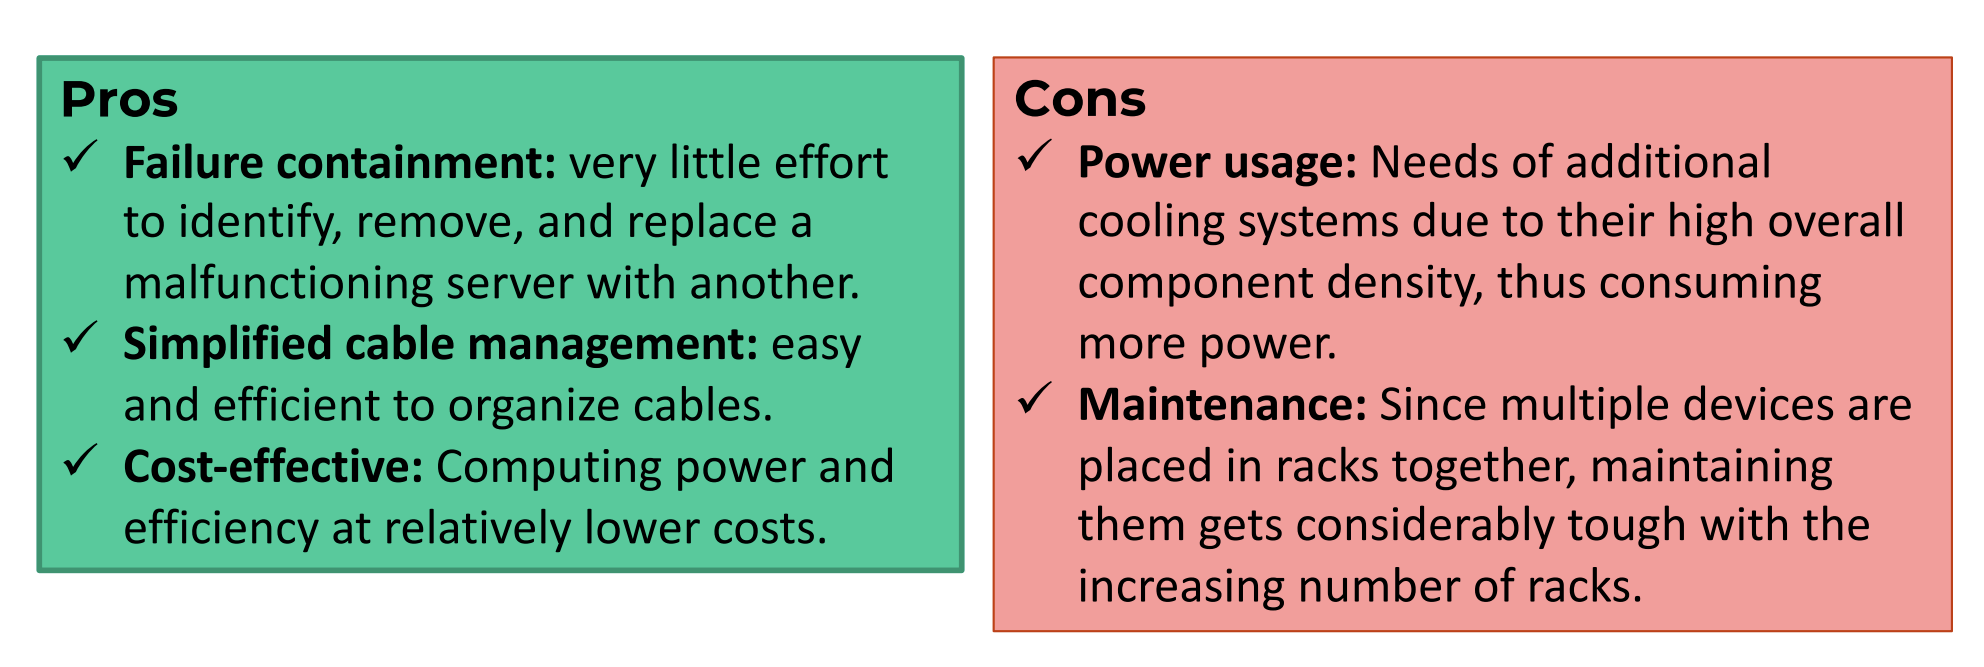 Pros
✓ Failure containment: very little effort
to identify, remove, and replace a
malfunctioning server with another.
✓ Simplified cable management: easy
and efficient to organize cables.
✓ Cost-effective: Computing power and
efficiency at relatively lower costs.
Cons
✓ Power usage: Needs of additional
cooling systems due to their high overall
component density, thus consuming
more power.
✓ Maintenance: Since multiple devices are
placed in racks together, maintaining
them gets considerably tough with the
increasing number of racks.